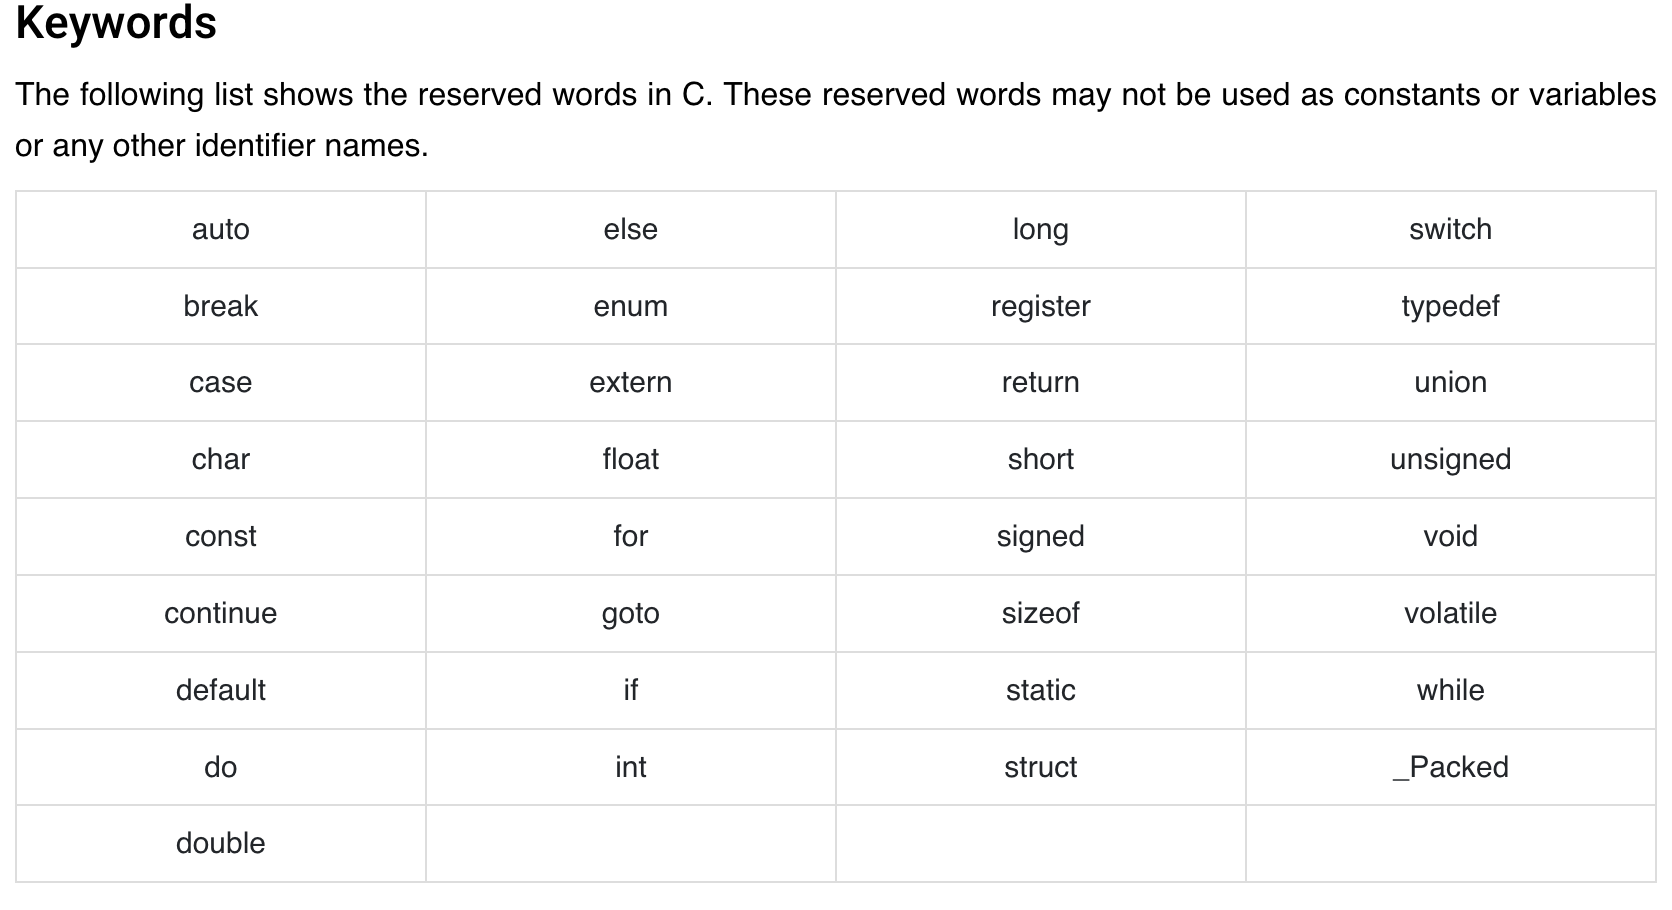 Keywords
The following list shows the reserved words in C. These reserved words may not be used as constants or variables
or any other identifier names.
auto else long switch
break enum register typedef
case extern return union
char float short unsigned
const for signed void
continue goto sizeof volatile
default if static while
do int struct _Packed
double